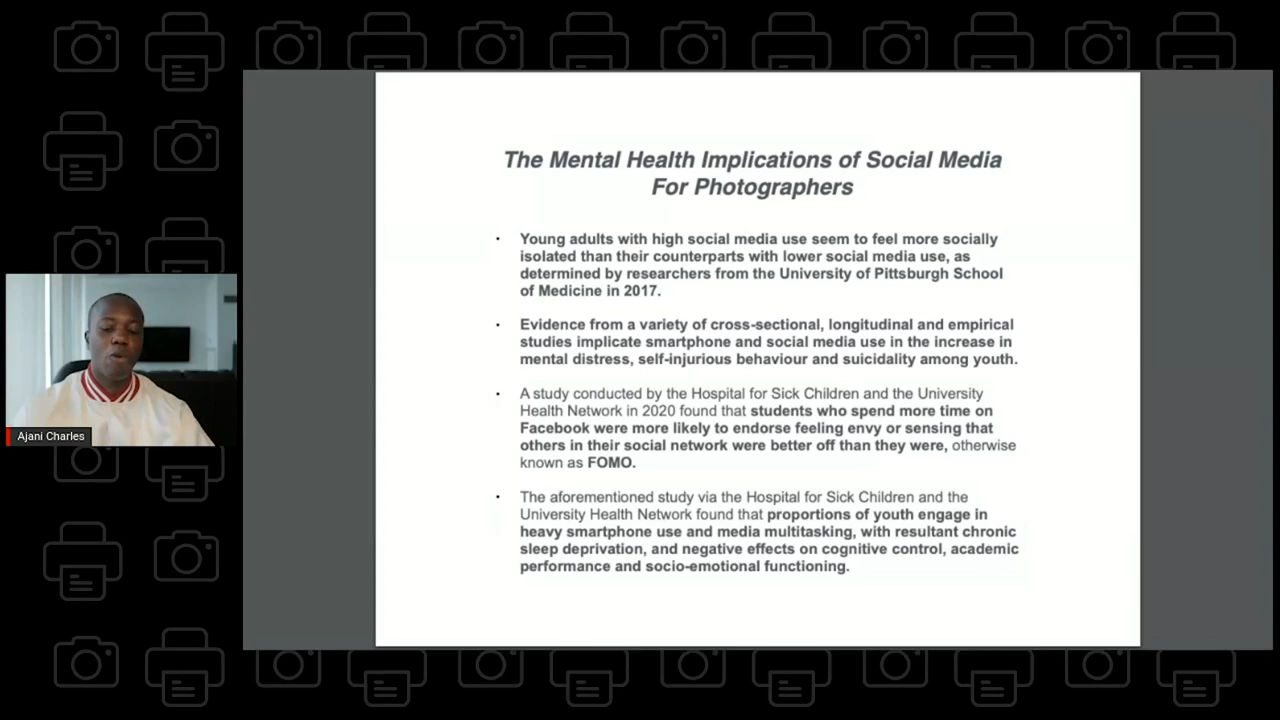 The Mental Health Implications of Social Media
For Photographers
· Young adults with high social media use seem to feel more socially
isolated than their counterparts with lower social media use, as
determined by researchers from the University of Pittsburgh School
of Medicine in 2017.
· Evidence from a variety of cross-sectional, longitudinal and empirical
studies implicate smartphone and social media use in the increase in
mental distress, self-injurious behaviour and suicidality among youth.
· A study conducted by the Hospital for Sick Children and the University
Health Network in 2020 found that students who spend more time on
Facebook were more likely to endorse feeling envy or sensing that
others in their social network were better off than they were, otherwise
known as FOMO.
· The aforementioned study via the Hospital for Sick Children and the
University Health Network found that proportions of youth engage in
heavy smartphone use and media multitasking, with resultant chronic
sleep deprivation, and negative effects on cognitive control, academic
performance and socio-emotional functioning.
Ajani Charles